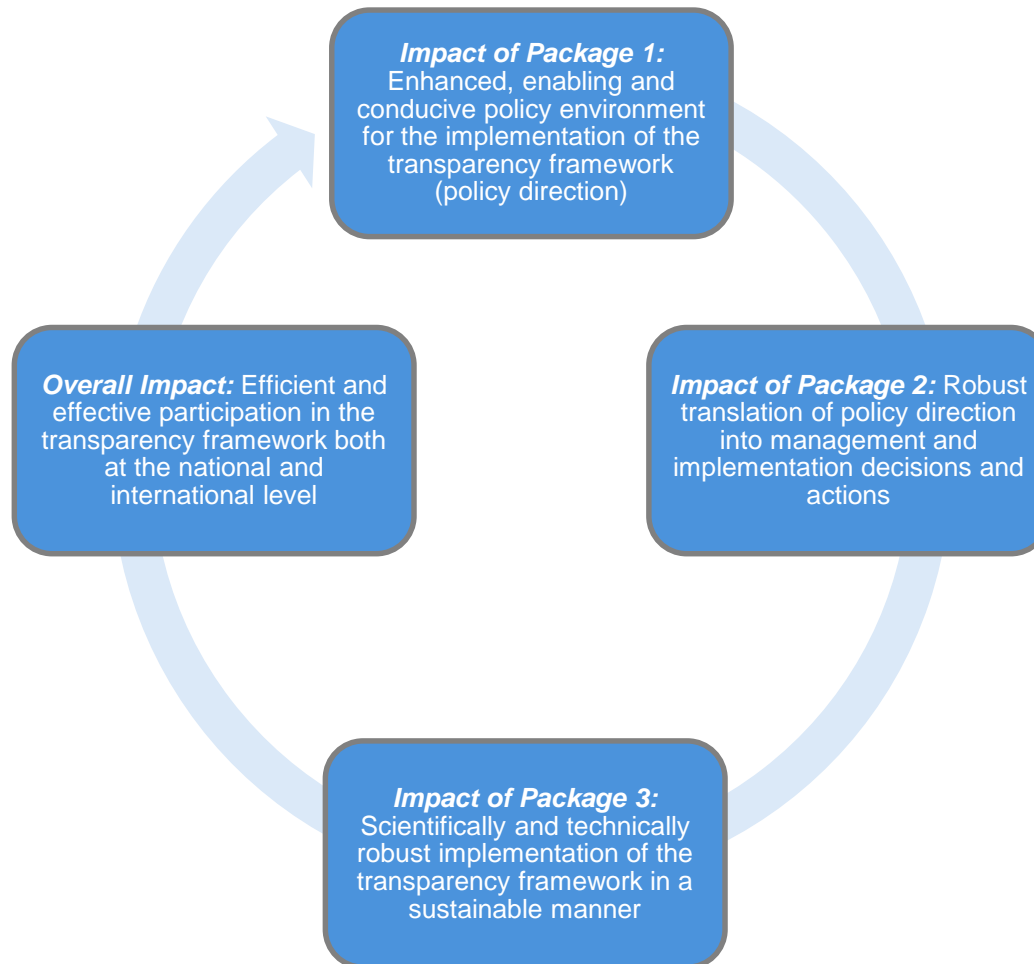 Impact of Package 1:
Enhanced, enabling and
conducive policy environment
for the implementation of the
transparency framework
(policy direction)
Overall Impact: Efficient and
effective participation in the
transparency framework both
at the national and
international level
Impact of Package 2: Robust
translation of policy direction
into management and
implementation decisions and
actions
Impact of Package 3:
Scientifically and technically
robust implementation of the
transparency framework in a
sustainable manner